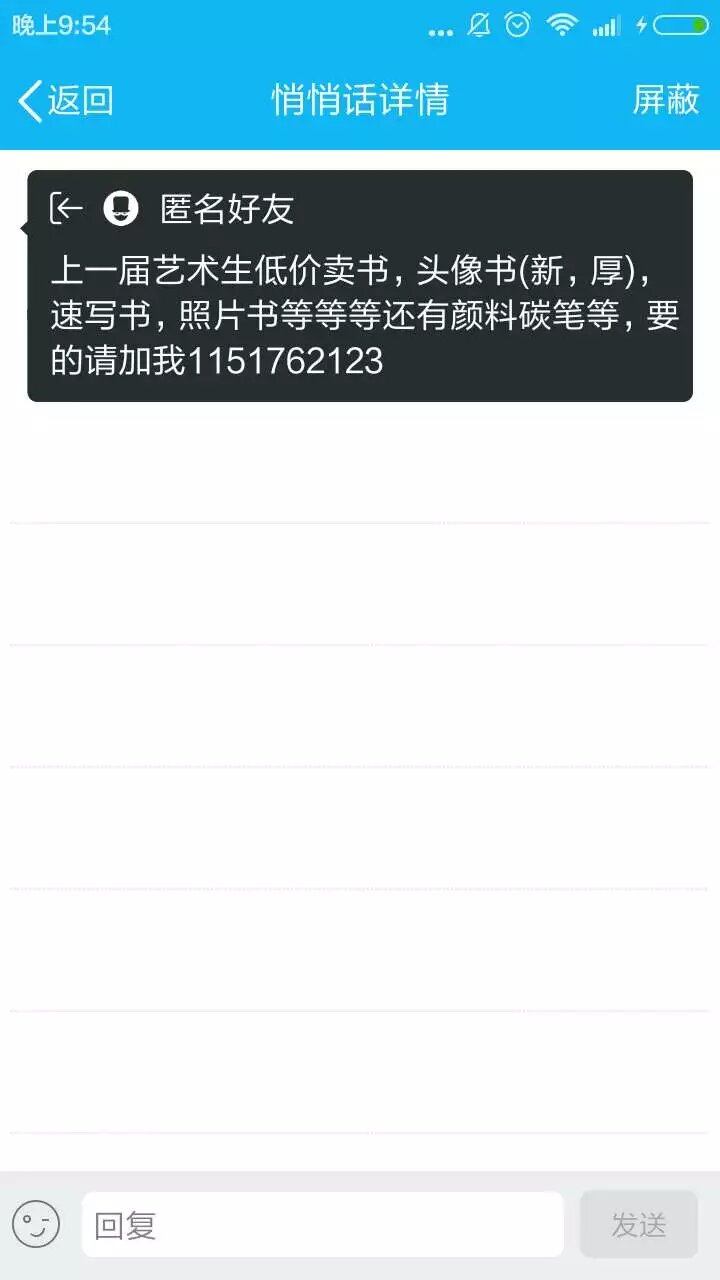 晚上9:54
返回
悄悄话详情
屏蔽
匿名好友
上一届艺术生低价卖书，头像书(新，厚)，
速写书，照片书等等等还有颜料碳笔等，要
的请加我1151762123
回复
发送